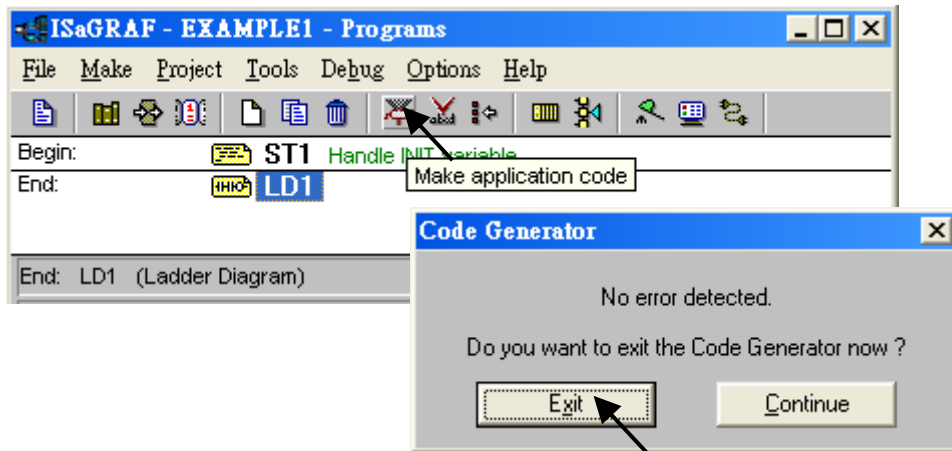 ISaGRAF - EXAMPLE1 - Programs
File Make Project Tools Debug Options Help
Begin: ST1 Handle INIT variable
Make application code
End: LD1
End: LD1 (Ladder Diagram)
Code Generator
No error detected.
Do you want to exit the Code Generator now ?
Exit Continue